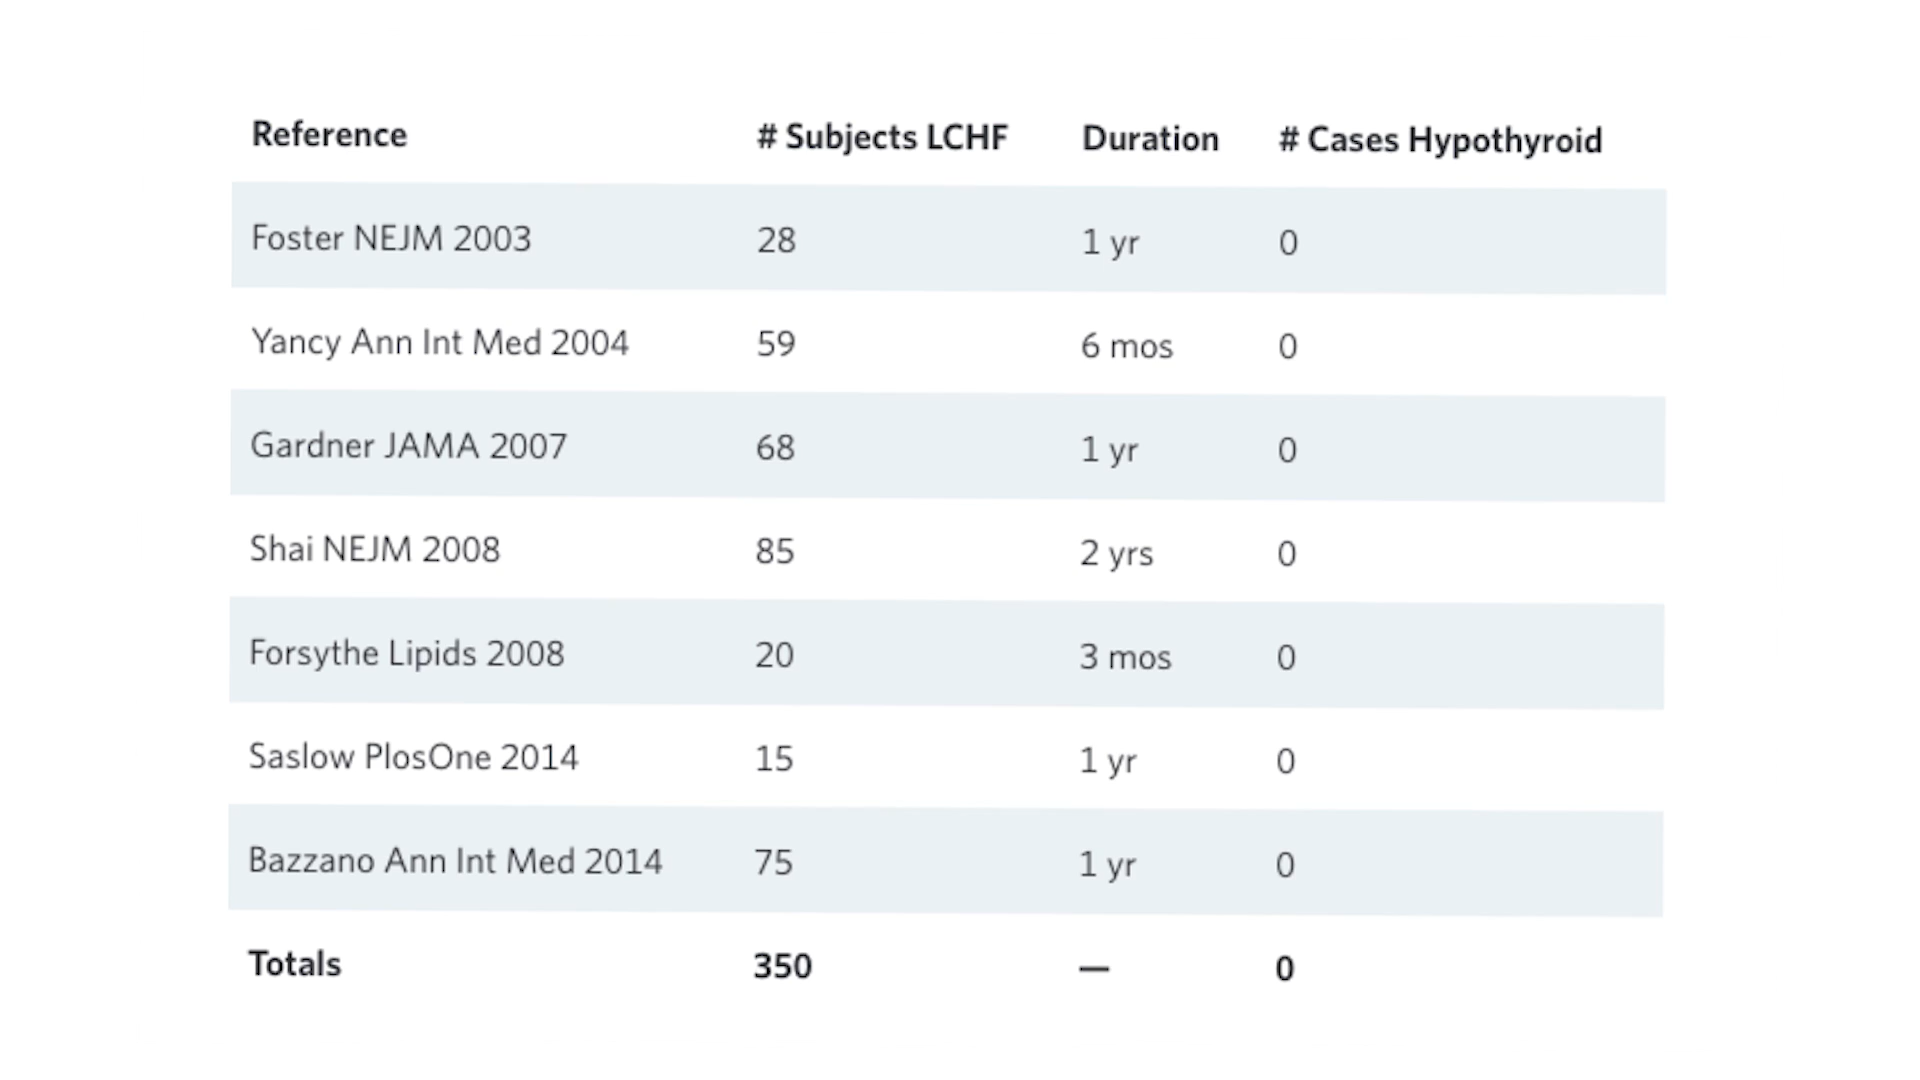 Reference # Subjects LCHF Duration # Cases Hypothyroid
Foster NEJM 2003 28 1 yr 0
Yancy Ann Int Med 2004 59 6 mos 0
Gardner JAMA 2007 68 1 yr 0
Shai NEJM 2008 85 2 yrs 0
Forsythe Lipids 2008 20 3 mos 0
Saslow PlosOne 2014 15 1 yr 0
Bazzano Ann Int Med 2014 75 1 yr 0
Totals 350 — 0